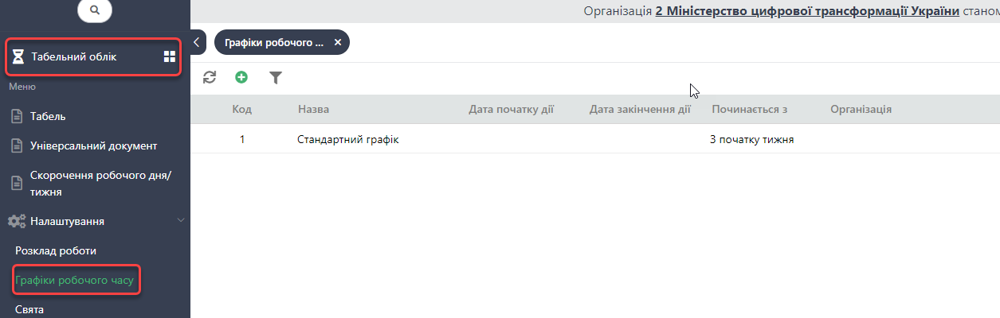 Організація 2 Міністерство цифрової трансформації України станом
Табельний облік
Графіки робочого ...
Меню
Табель
Універсальний документ
Скорочення робочого дня/
тижня
Налаштування
Розклад роботи
Графіки робочого часу
Свята
Код Назва Дата початку дії Дата закінчення дії Починається з Організація
1 Стандартний графік З початку тижня